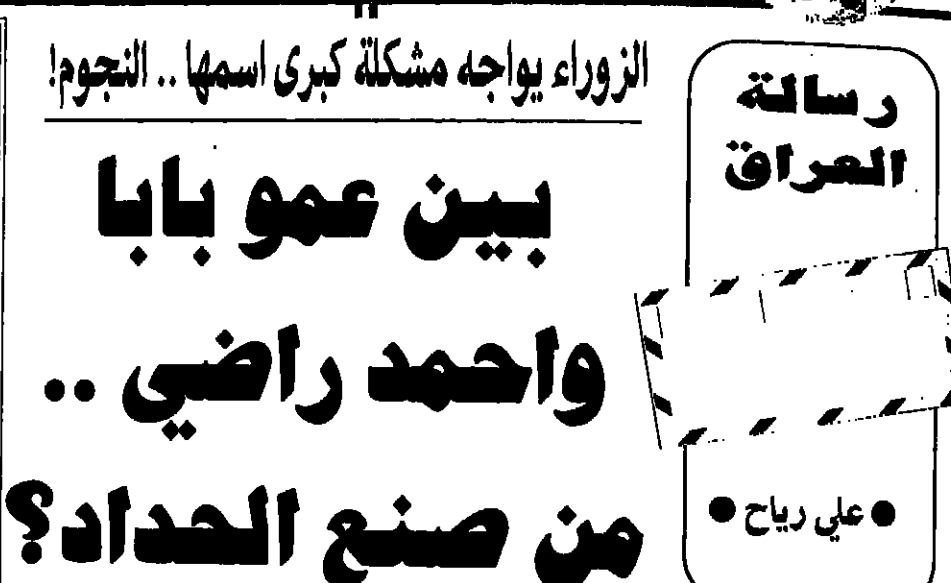 الزوراء يواجه مشكلة كبرى اسمها .. النجوم!
رسالة
العراق
بين عمو بابا
واحمد راضي ..
من صنع الحداد؟
● علي رياح ●